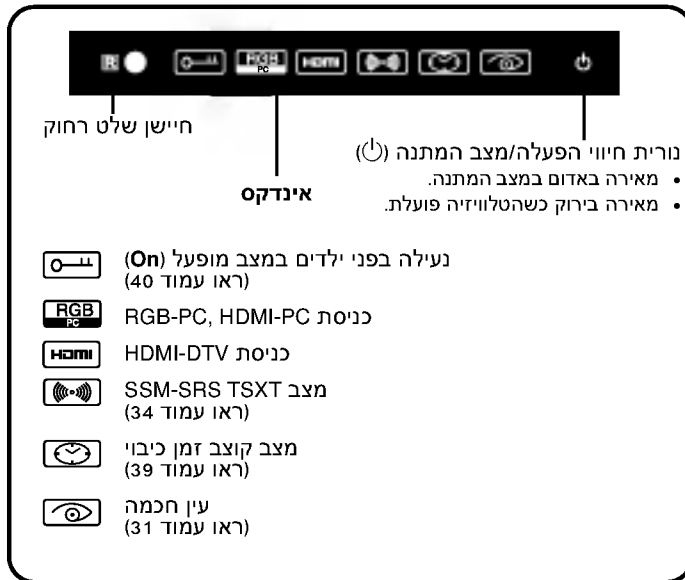 R RGB PC HDMI
חיישן שלט רחוק
נורית חיווי הפעלה/מצב המתנה (⏻)
• מאירה באדום במצב המתנה.
• מאירה בירוק כשהטלוויזיה פועלת.
אינדקס
נעילה בפני ילדים במצב מופעל (On)
(ראו עמוד 40)
RGB PC
כניסת RGB-PC, HDMI-PC
HDMI
כניסת HDMI-DTV
מצב SSM-SRS TSXT
(ראו עמוד 34)
מצב קוצב זמן כיבוי
(ראו עמוד 39)
עין חכמה
(ראו עמוד 31)